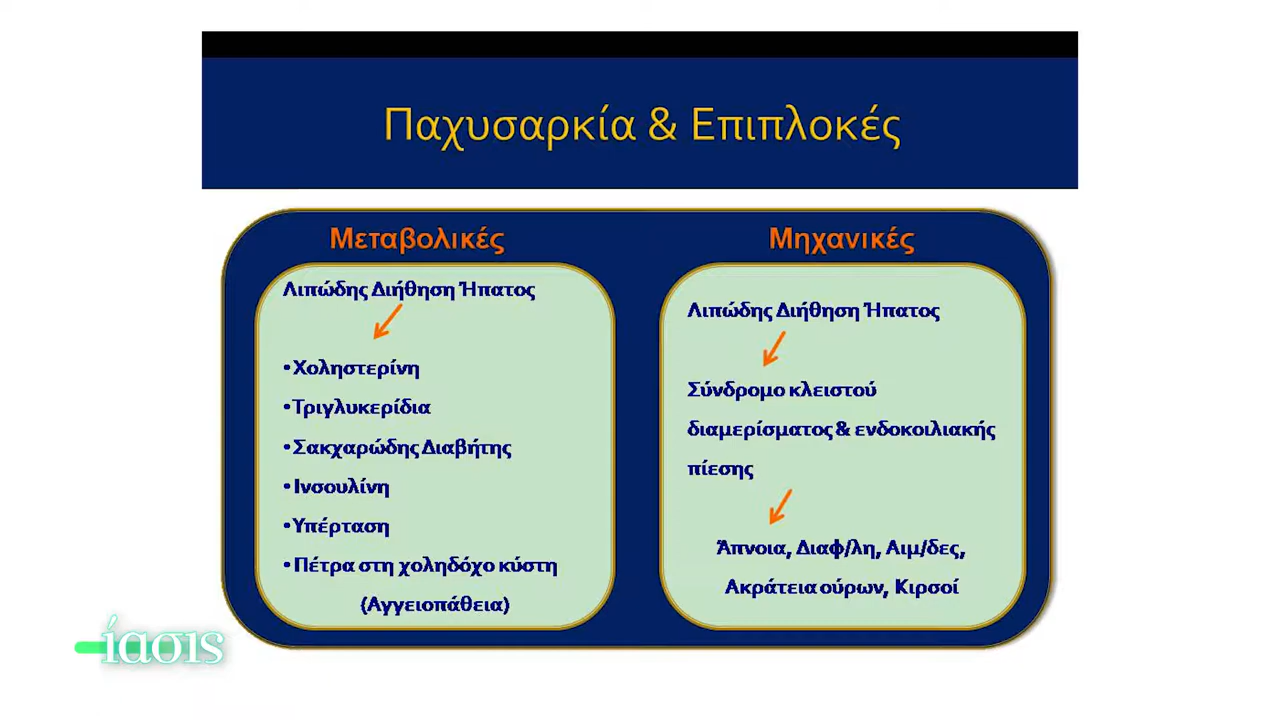 Παχυσαρκία & Επιπλοκές
Μεταβολικές
Λιπώδης Διήθηση Ήπατος
• Χοληστερίνη
• Τριγλυκερίδια
• Σακχαρώδης Διαβήτης
• Ινσουλίνη
• Υπέρταση
• Πέτρα στη χοληδόχο κύστη
(Αγγειοπάθεια)
Μηχανικές
Λιπώδης Διήθηση Ήπατος
Σύνδρομο κλειστού
διαμερίσματος & ενδοκοιλιακής
πίεσης
Άπνοια, Διαφ/λη, Αιμ/δες,
Ακράτεια ούρων, Κιρσοί
ίασις